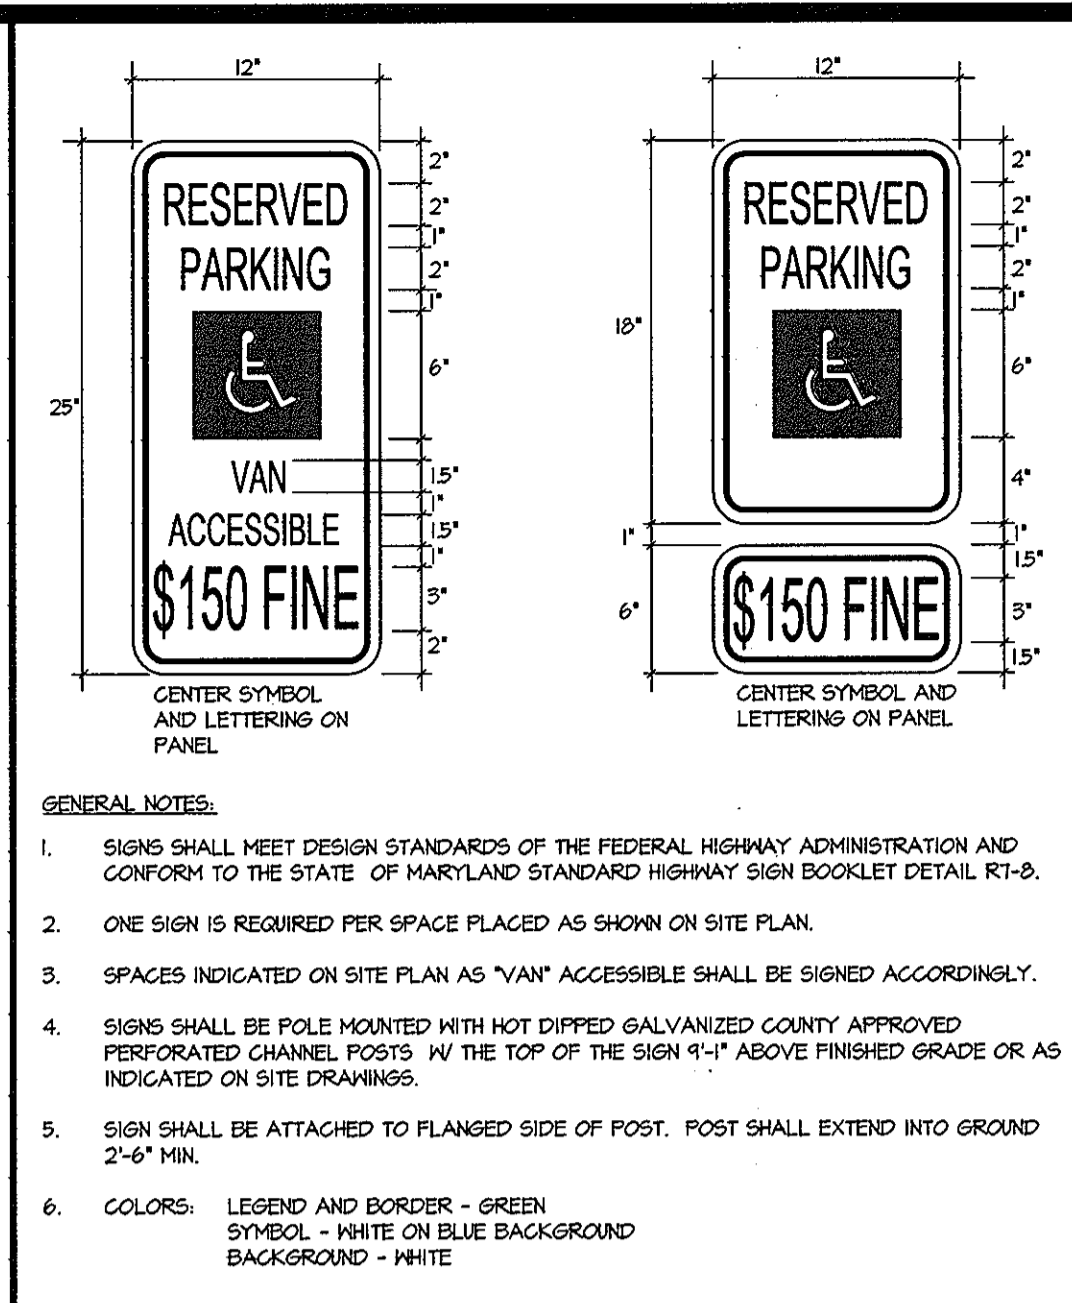 12"
2"
RESERVED
2"
1"
PARKING
2"
1"
6"
25"
VAN
1.5"
1"
ACCESSIBLE
1.5"
1"
$150 FINE
3"
2"
CENTER SYMBOL
AND LETTERING ON
PANEL
12"
2"
RESERVED
2"
1"
PARKING
2"
1"
18"
6"
4"
1"
1"
1.5"
6"
$150 FINE
3"
1.5"
CENTER SYMBOL AND
LETTERING ON PANEL
GENERAL NOTES:
1. SIGNS SHALL MEET DESIGN STANDARDS OF THE FEDERAL HIGHWAY ADMINISTRATION AND
CONFORM TO THE STATE OF MARYLAND STANDARD HIGHWAY SIGN BOOKLET DETAIL R7-8.
2. ONE SIGN IS REQUIRED PER SPACE PLACED AS SHOWN ON SITE PLAN.
3. SPACES INDICATED ON SITE PLAN AS "VAN" ACCESSIBLE SHALL BE SIGNED ACCORDINGLY.
4. SIGNS SHALL BE POLE MOUNTED WITH HOT DIPPED GALVANIZED COUNTY APPROVED
PERFORATED CHANNEL POSTS W/ THE TOP OF THE SIGN 9'-1" ABOVE FINISHED GRADE OR AS
INDICATED ON SITE DRAWINGS.
5. SIGN SHALL BE ATTACHED TO FLANGED SIDE OF POST. POST SHALL EXTEND INTO GROUND
2'-6" MIN.
6. COLORS: LEGEND AND BORDER - GREEN
SYMBOL - WHITE ON BLUE BACKGROUND
BACKGROUND - WHITE